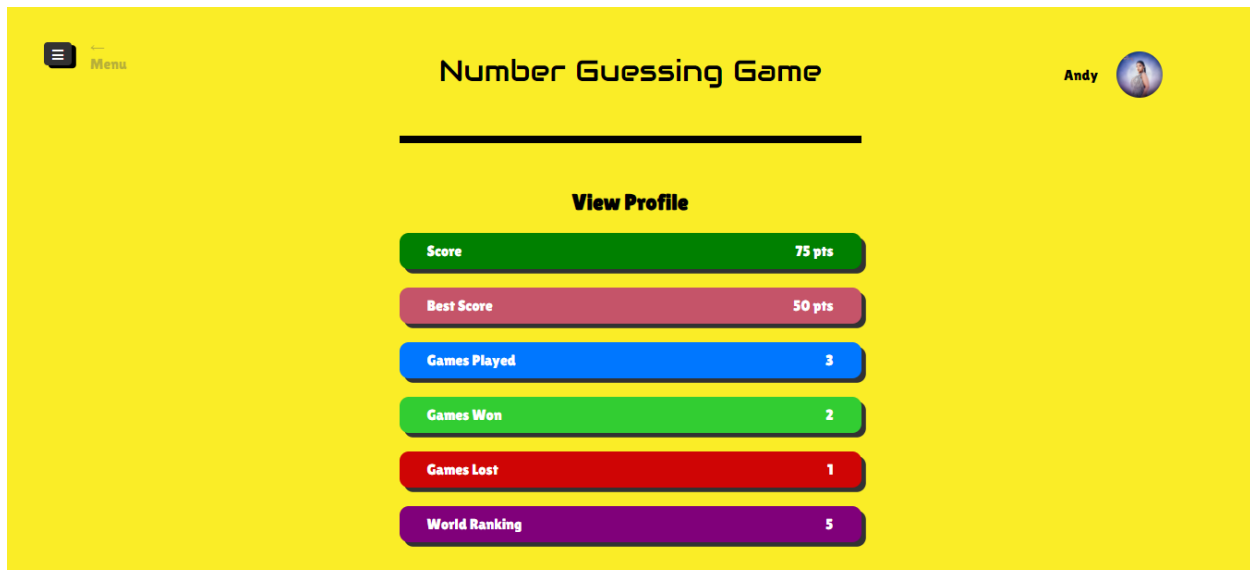 ←
Menu
Number Guessing Game
Andy
View Profile
Score 75 pts
Best Score 50 pts
Games Played 3
Games Won 2
Games Lost 1
World Ranking 5